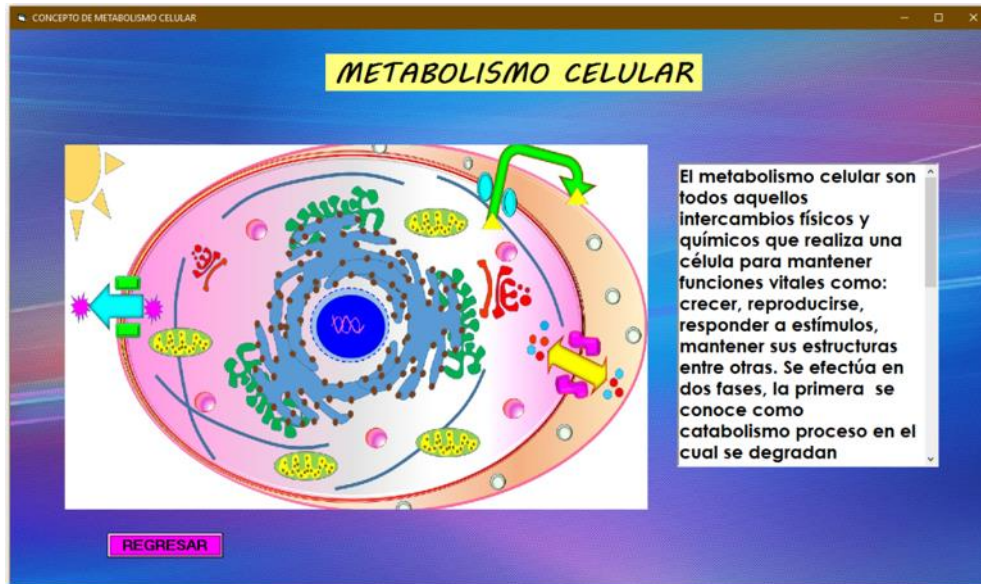 CONCEPTO DE METABOLISMO CELULAR
METABOLISMO CELULAR
El metabolismo celular son
todos aquellos
intercambios físicos y
químicos que realiza una
célula para mantener
funciones vitales como:
crecer, reproducirse,
responder a estímulos,
mantener sus estructuras
entre otras. Se efectúa en
dos fases, la primera se
conoce como
catabolismo proceso en el
cual se degradan
REGRESAR